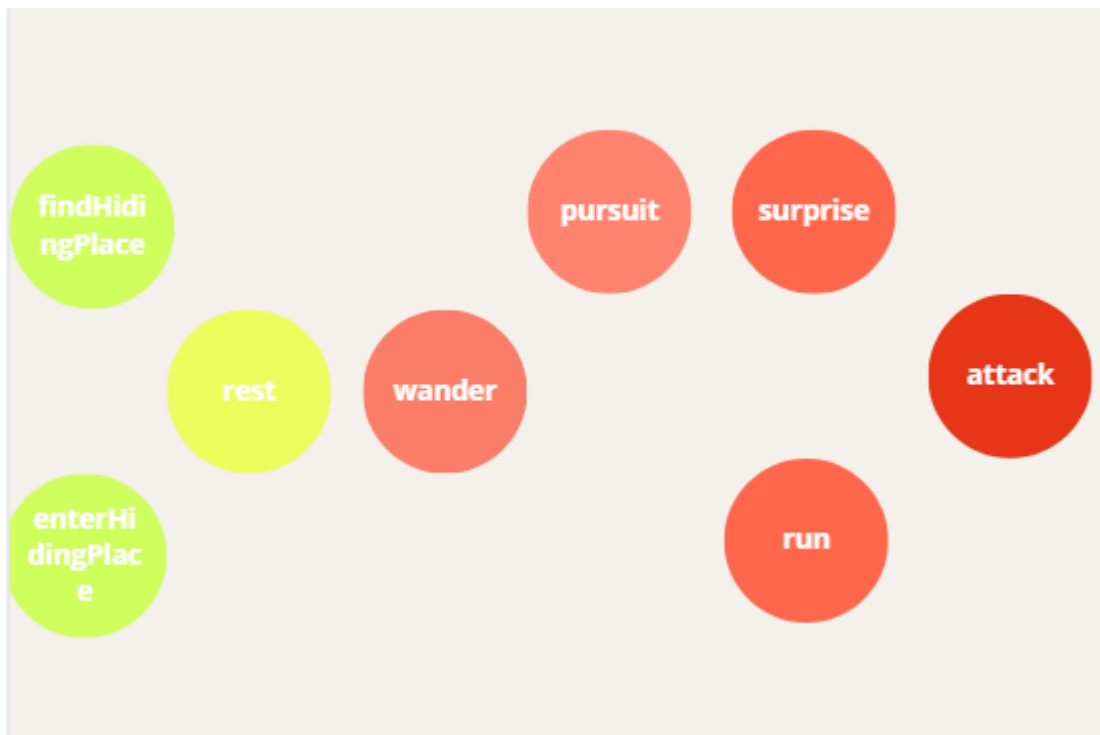 findHidi
ngPlace
pursuit
surprise
rest
wander
attack
enterHi
dingPlac
e
run